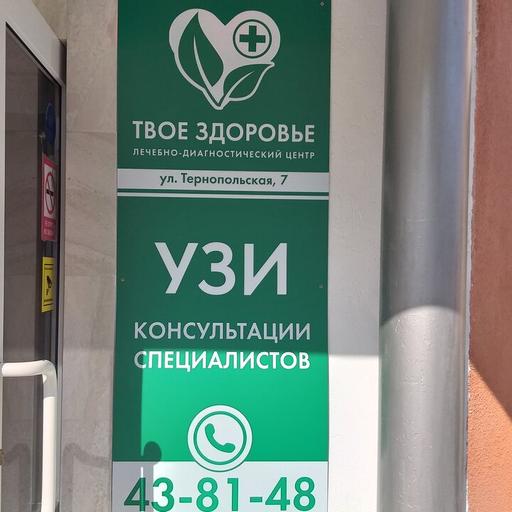 ТВОЕ ЗДОРОВЬЕ
ЛЕЧЕБНО-ДИАГНОСТИЧЕСКИЙ ЦЕНТР
ул. Тернопольская, 7
УЗИ
КОНСУЛЬТАЦИИ
СПЕЦИАЛИСТОВ
43-81-48